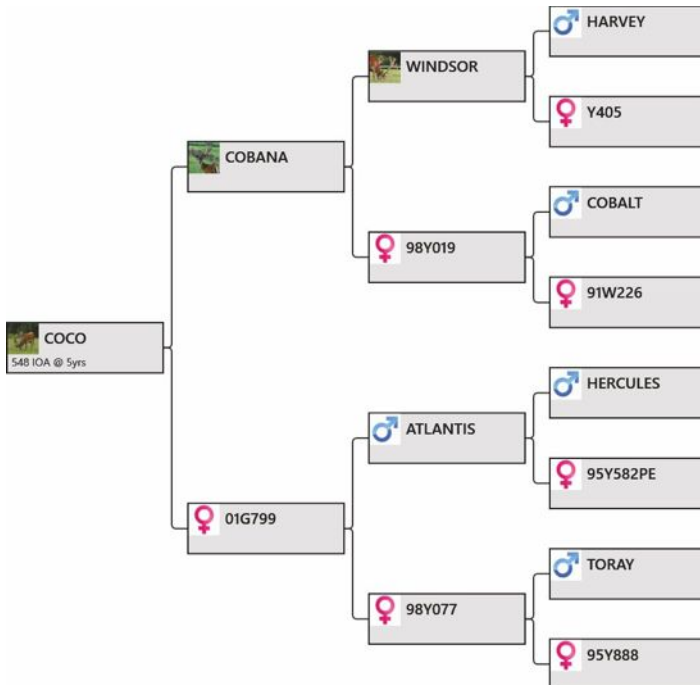 HARVEY
WINDSOR
Y405
COBANA
COBALT
98Y019
91W226
COCO
548 IOA @ 5yrs
HERCULES
ATLANTIS
95Y582PE
01G799
TORAY
98Y077
95Y888